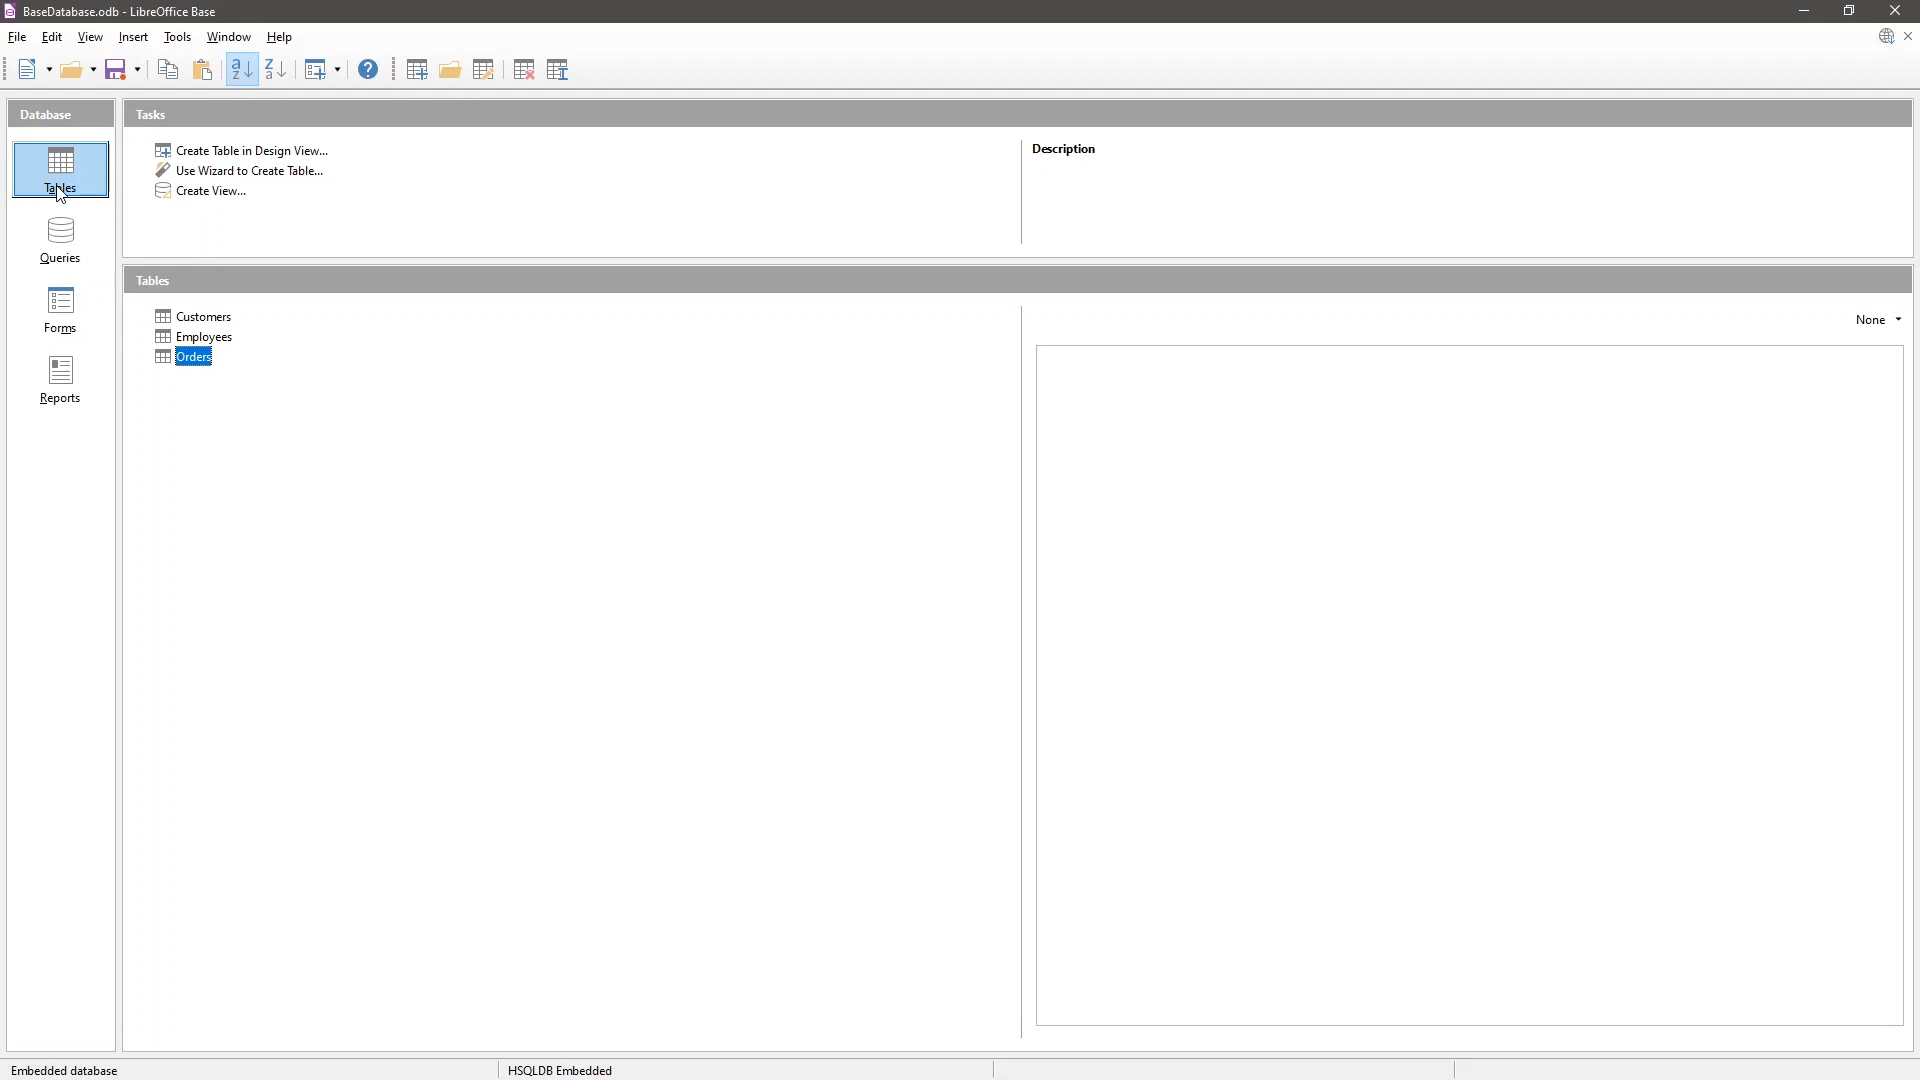 BaseDatabase.odb - LibreOffice Base
File Edit View Insert Tools Window Help
Database
Tables
Queries
Forms
Reports
Tasks
Create Table in Design View...
Use Wizard to Create Table...
Create View...
Description
Tables
Customers
Employees
Orders
None
Embedded database
HSQLDB Embedded